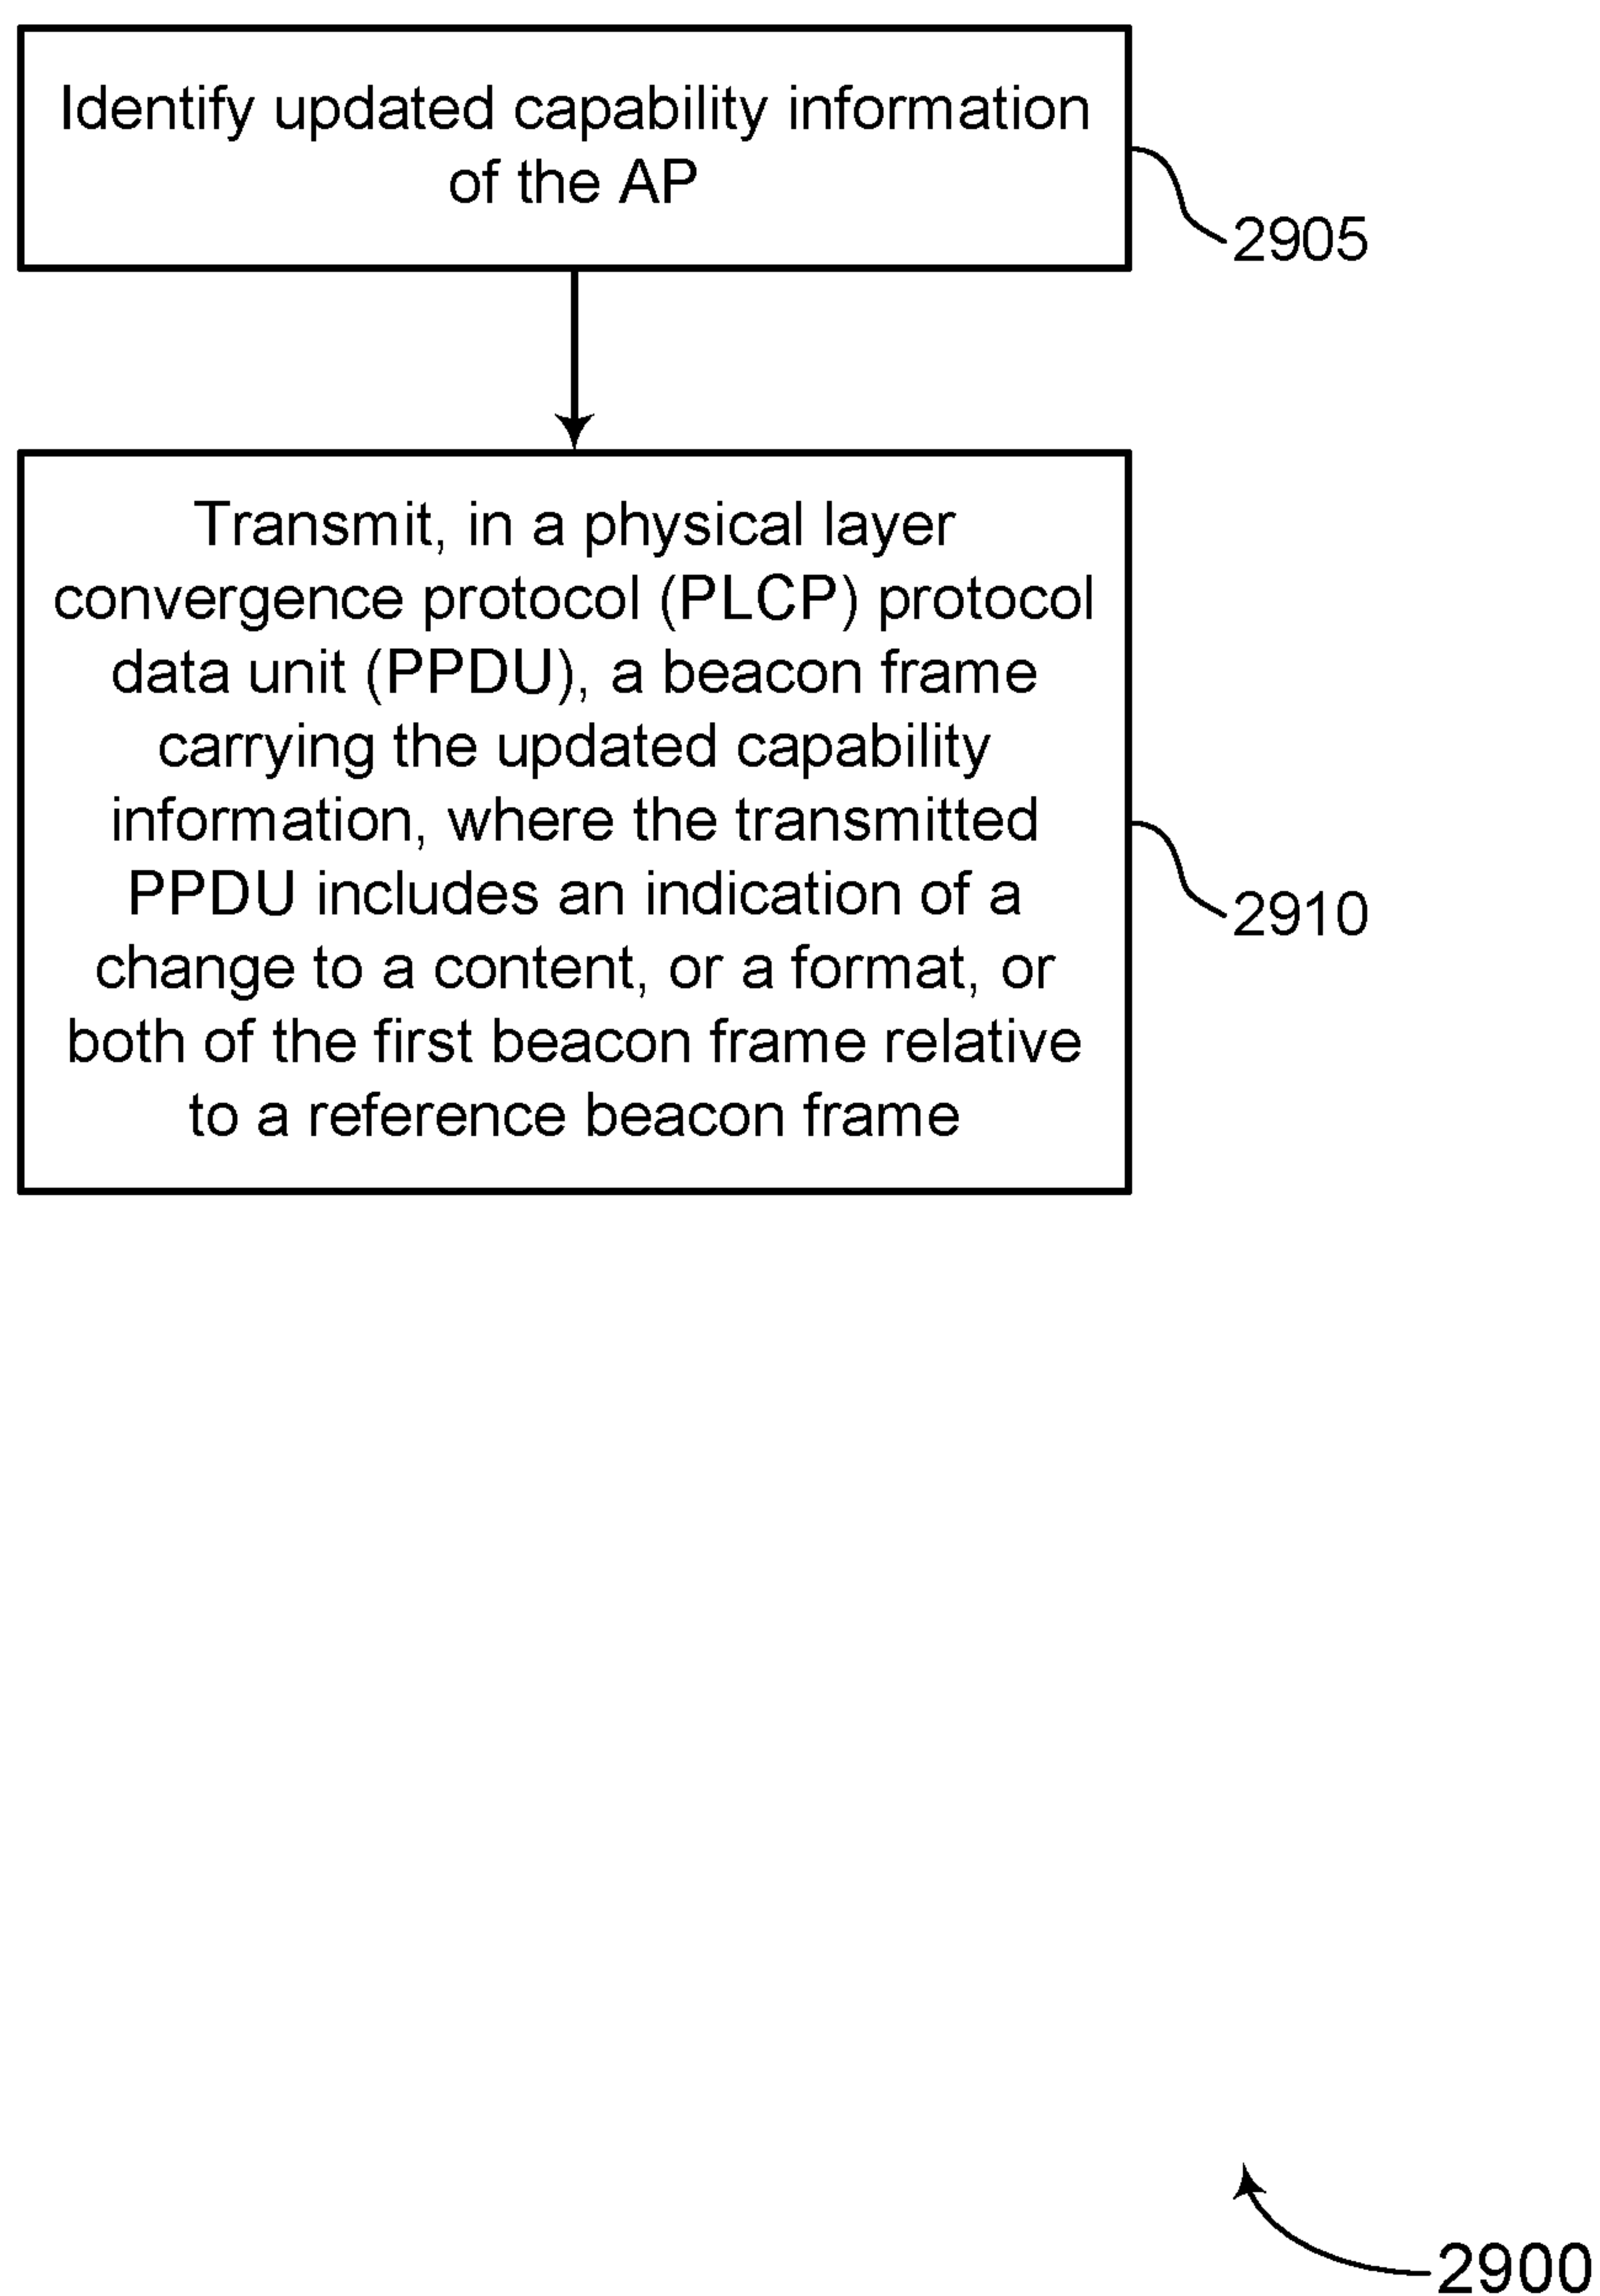 Identify updated capability information
of the AP
2905
Transmit, in a physical layer
convergence protocol (PLCP) protocol
data unit (PPDU), a beacon frame
carrying the updated capability
information, where the transmitted
PPDU includes an indication of a
change to a content, or a format, or
both of the first beacon frame relative
to a reference beacon frame
2910
2900